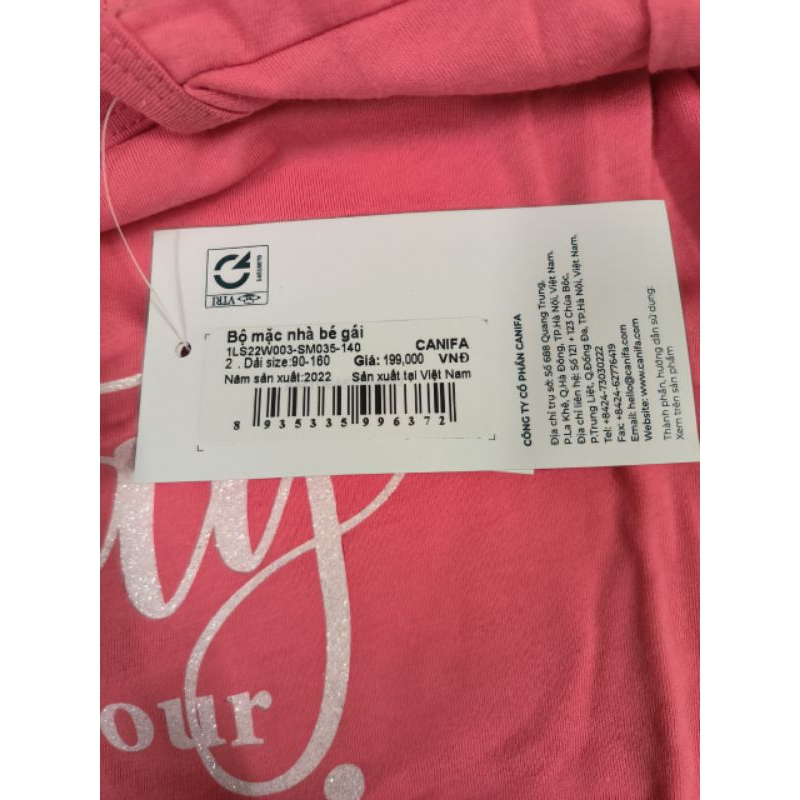 VTRI
Bộ mặc nhà bé gái
1LS22W003-SM035-140 CANIFA
2 . Dải size:90-160 Giá: 199,000 VNĐ
Năm sản xuất:2022 Sản xuất tại Việt Nam
8 935335 996372
CÔNG TY CỔ PHẦN CANIFA
Địa chỉ trụ sở: Số 688 Quang Trung,
P.La Khê, Q.Hà Đông, TP.Hà Nội, Việt Nam.
Địa chỉ liên hệ: Số 121 + 123 Chùa Bộc,
P.Trung Liệt, Q.Đống Đa, TP.Hà Nội, Việt Nam.
Tel: +8424-73030222
Fax: +8424-62776419
Email: hello@canifa.com
Website: www.canifa.com
Thành phần, hướng dẫn sử dụng.
Xem trên sản phẩm
our